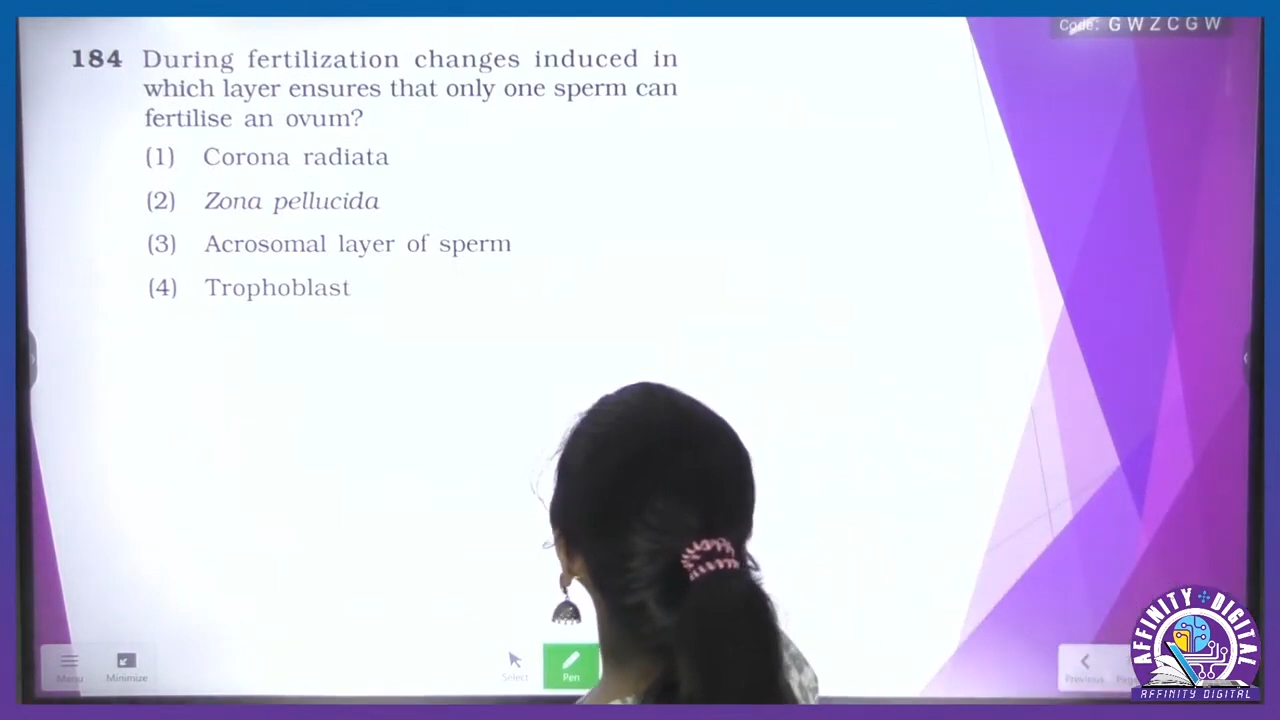 Code: G W Z C G W
184 During fertilization changes induced in
which layer ensures that only one sperm can
fertilise an ovum?
(1) Corona radiata
(2) Zona pellucida
(3) Acrosomal layer of sperm
(4) Trophoblast
Menu
Minimize
Select
Pen
Previous
AFFINITY DIGITAL
AFFINITY DIGITAL